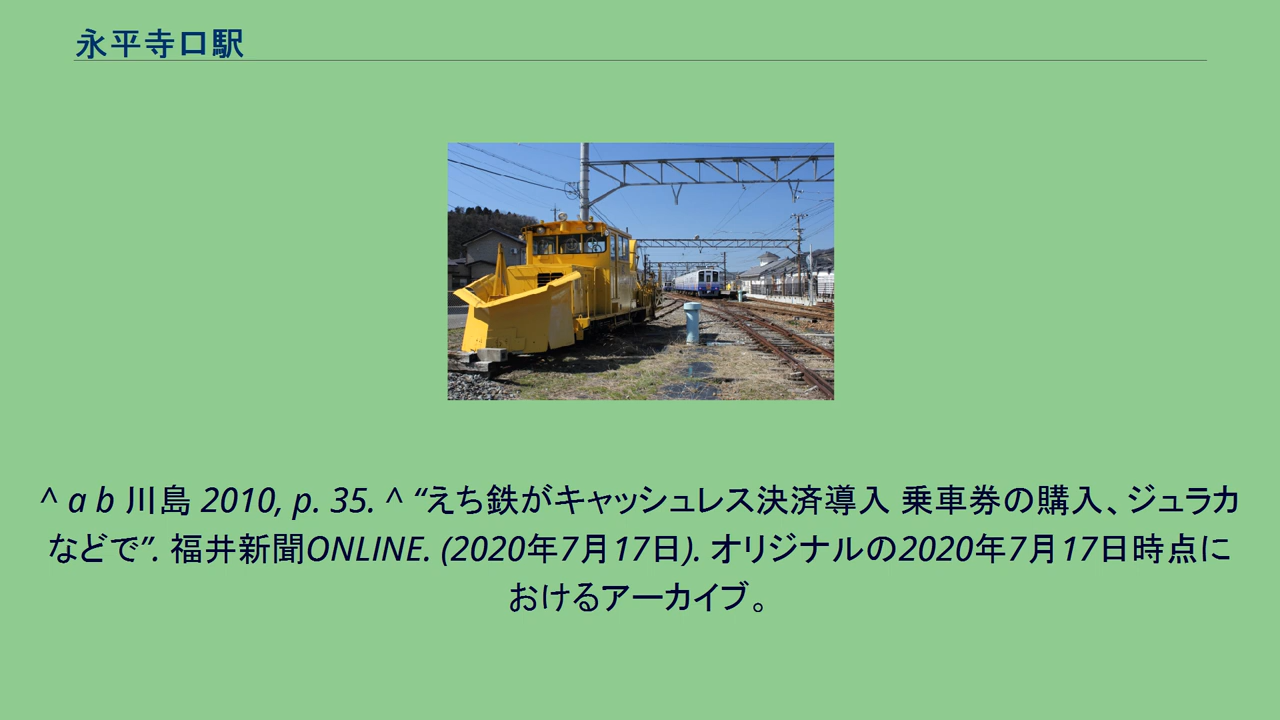 永平寺口駅
^ a b 川島 2010, p. 35. ^ “えち鉄がキャッシュレス決済導入 乗車券の購入、ジュラカ
などで”. 福井新聞ONLINE. (2020年7月17日). オリジナルの2020年7月17日時点に
おけるアーカイブ。